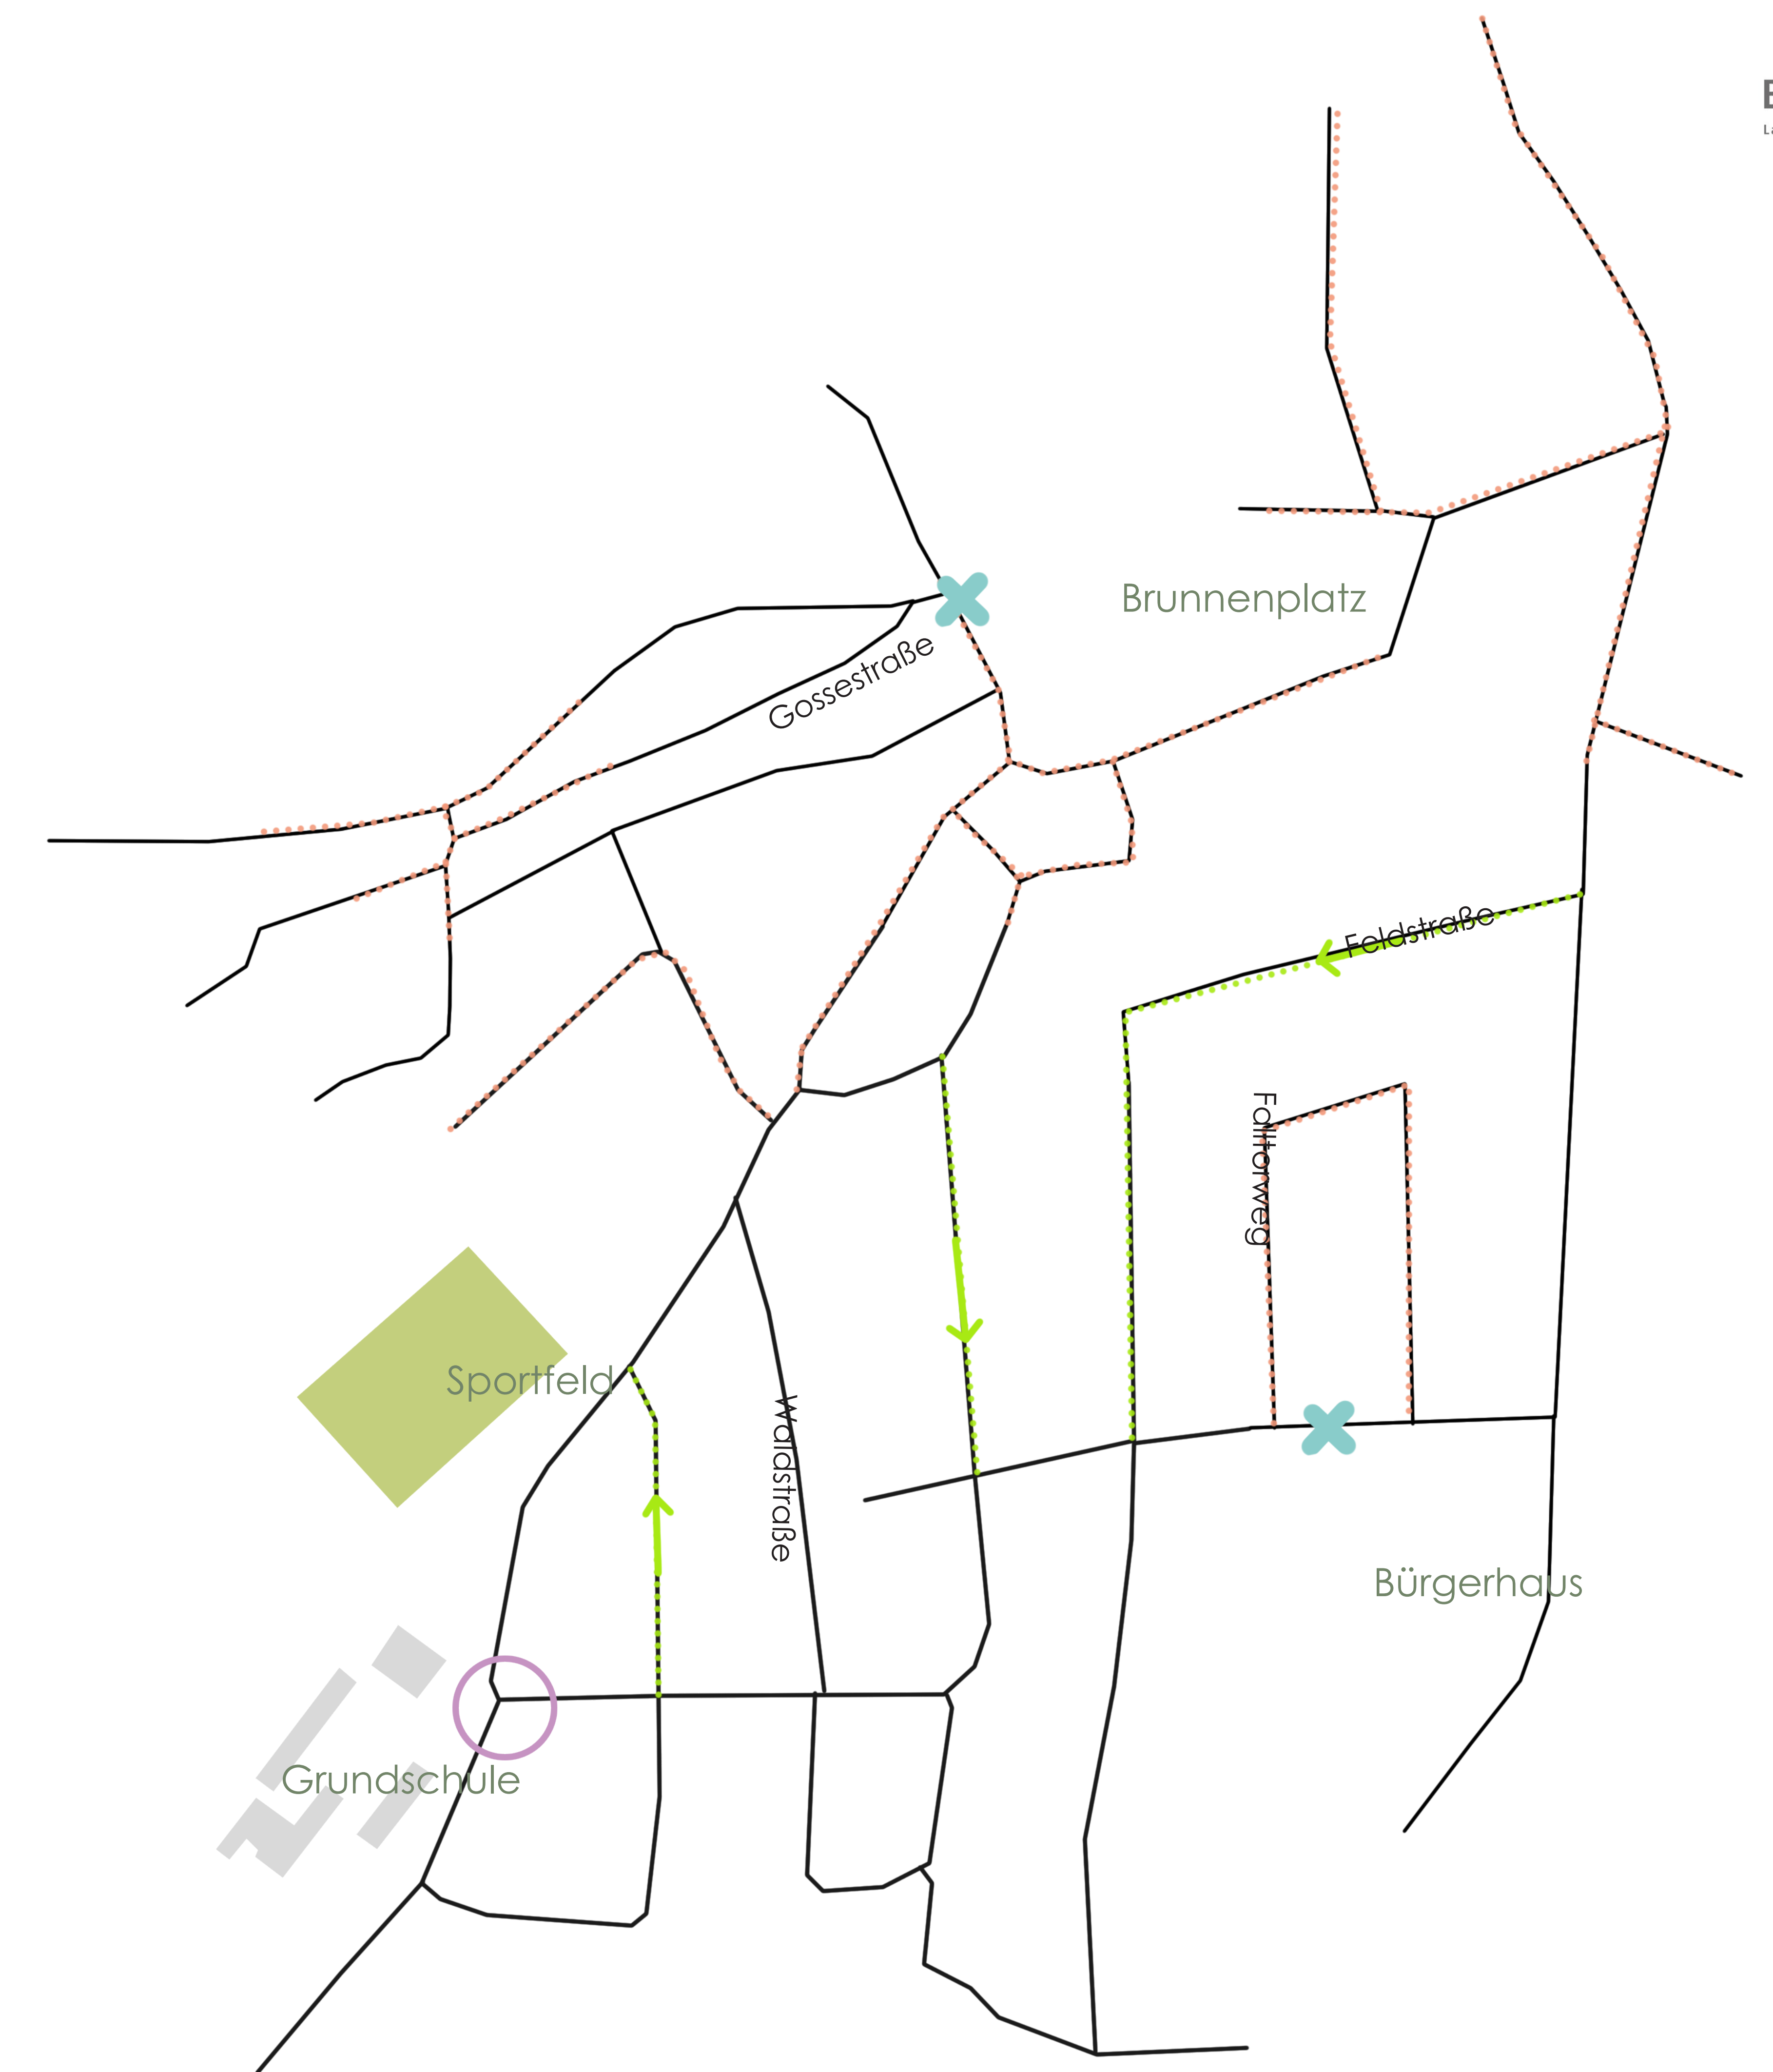 Brunnenplatz
Gossestraße
Feldstraße
Falltorweg
Sportfeld
Waldstraße
Bürgerhaus
Grundschule